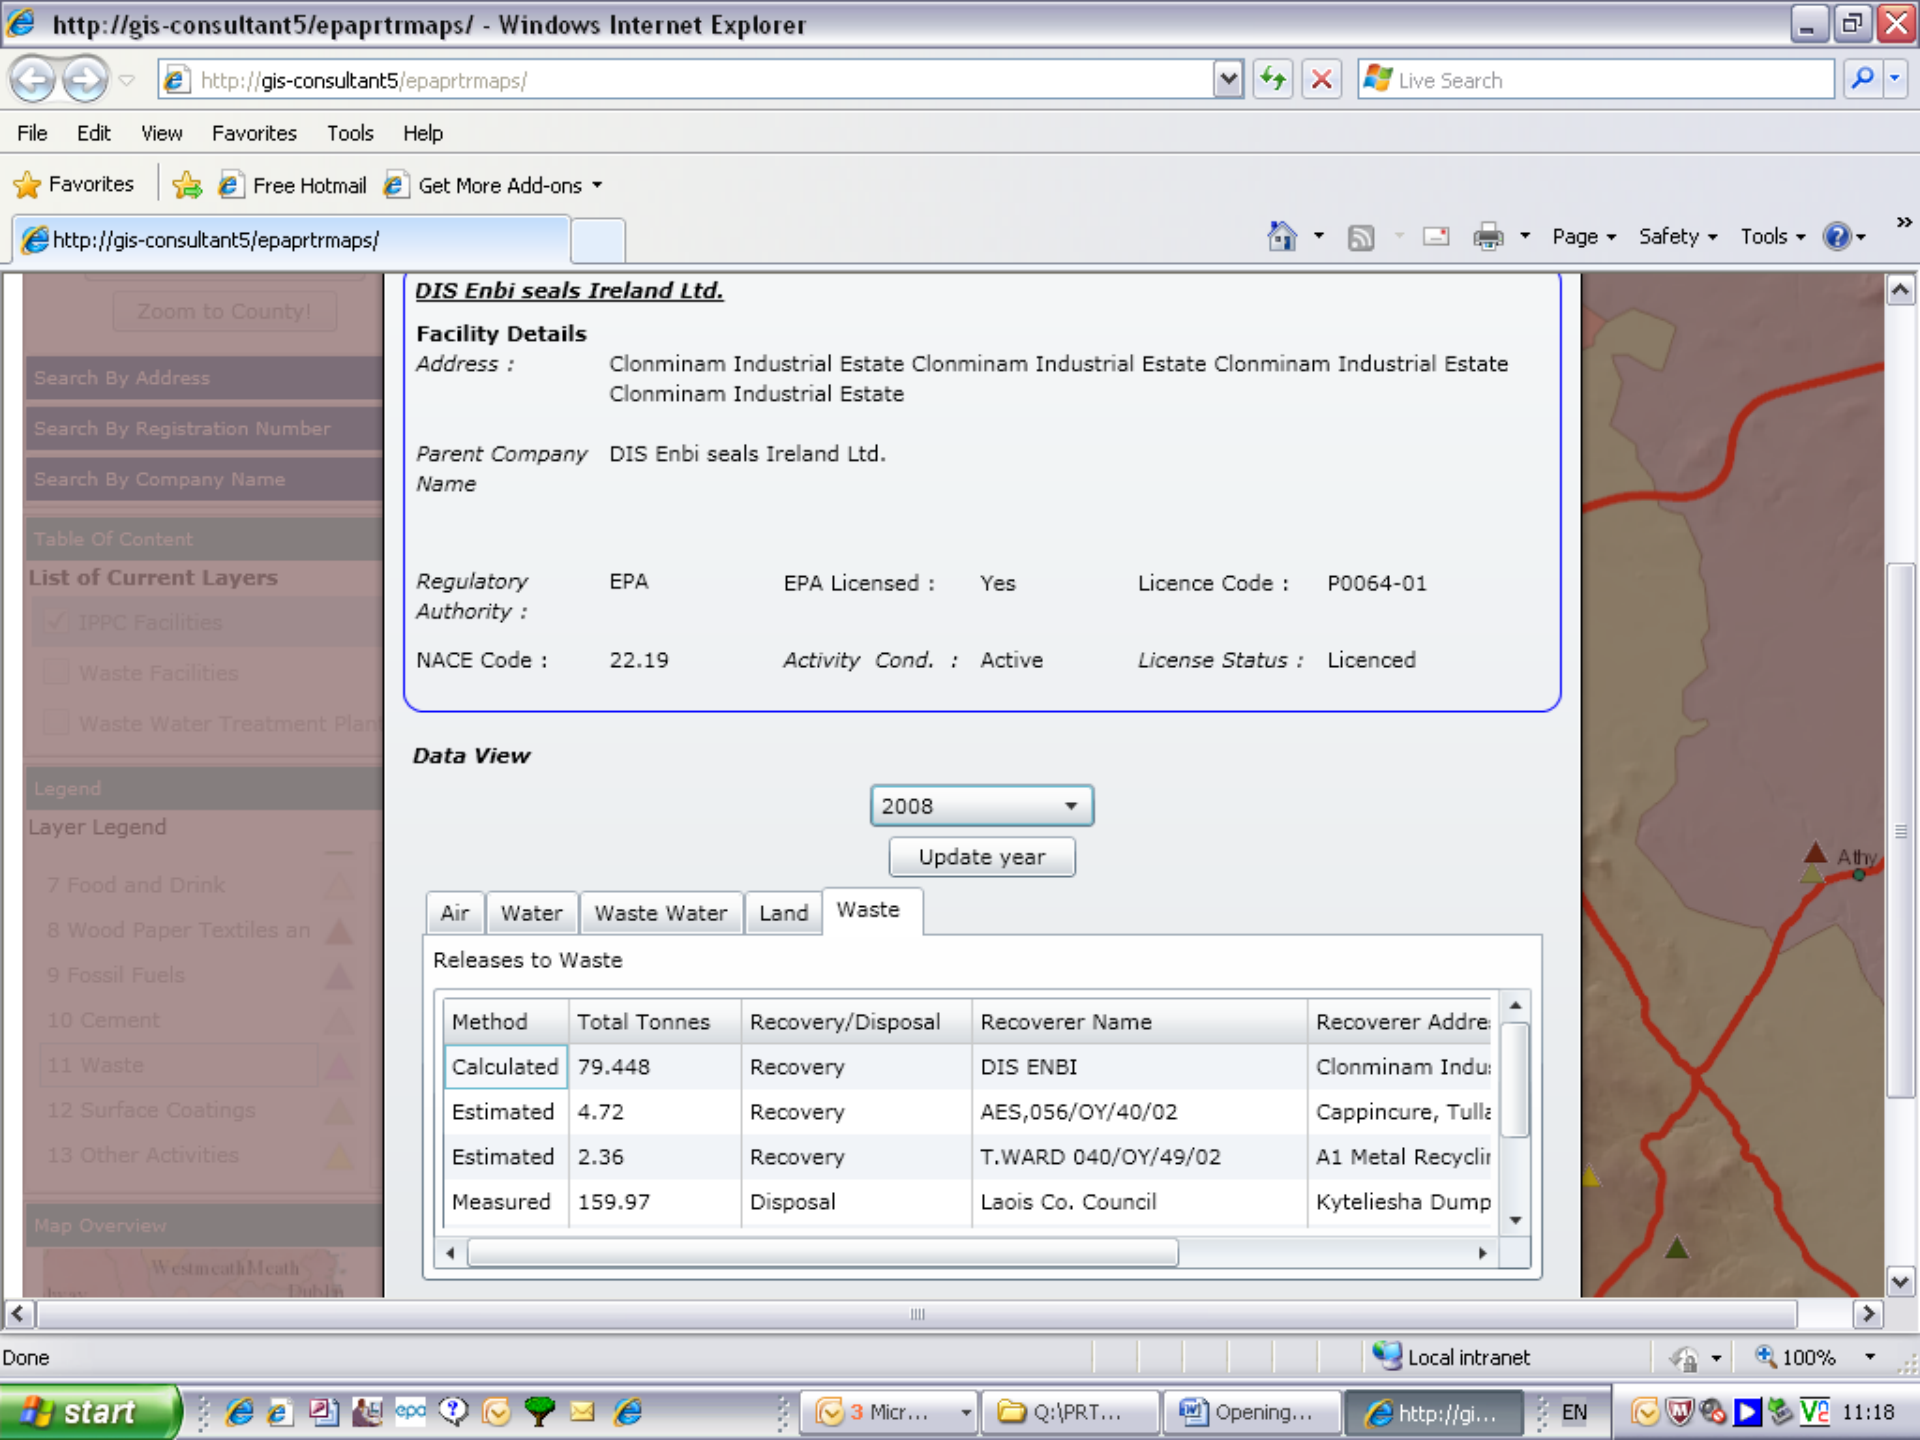 http://gis-consultant5/epaprtrmaps/ - Windows Internet Explorer
http://gis-consultant5/epaprtrmaps/
Live Search
File Edit View Favorites Tools Help
Favorites Free Hotmail Get More Add-ons
http://gis-consultant5/epaprtrmaps/
Page Safety Tools
Zoom to County!
Search By Address
Search By Registration Number
Search By Company Name
Table Of Content
List of Current Layers
IPPC Facilities
Waste Facilities
Waste Water Treatment Plan
Legend
Layer Legend
7 Food and Drink
8 Wood Paper Textiles an
9 Fossil Fuels
10 Cement
11 Waste
12 Surface Coatings
13 Other Activities
Map Overview
Westmeath Meath
Dublin
DIS Enbi seals Ireland Ltd.
Facility Details
Address : Clonminam Industrial Estate Clonminam Industrial Estate Clonminam Industrial Estate
Clonminam Industrial Estate
Parent Company DIS Enbi seals Ireland Ltd.
Name
Regulatory EPA EPA Licensed : Yes Licence Code : P0064-01
Authority :
NACE Code : 22.19 Activity Cond. : Active License Status : Licenced
Data View
2008
Update year
Air Water Waste Water Land Waste
Releases to Waste
Method Total Tonnes Recovery/Disposal Recoverer Name Recoverer Addre
Calculated 79.448 Recovery DIS ENBI Clonminam Indus
Estimated 4.72 Recovery AES,056/OY/40/02 Cappincure, Tulla
Estimated 2.36 Recovery T.WARD 040/OY/49/02 A1 Metal Recyclin
Measured 159.97 Disposal Laois Co. Council Kyteliesha Dump
Athy
Done Local intranet 100%
start epa 3 Micr... Q:\PRT... Opening... http://gi... EN 11:18